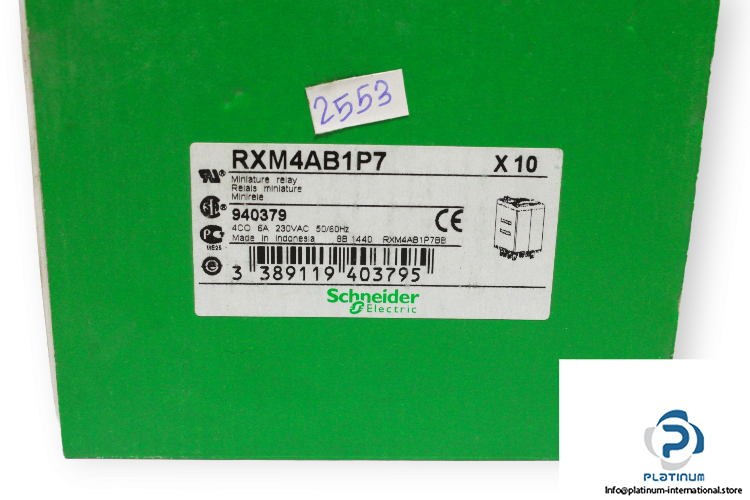 2553
RXM4AB1P7 X 10
Miniature relay
Relais miniature
Minirele
940379
4CO 6A 230VAC 50/60Hz
Made in Indonesia 8B 1440 RXM4AB1P7BB
3 389119 403795
Schneider
Electric
PLATINUM
Info@platinum-international.store